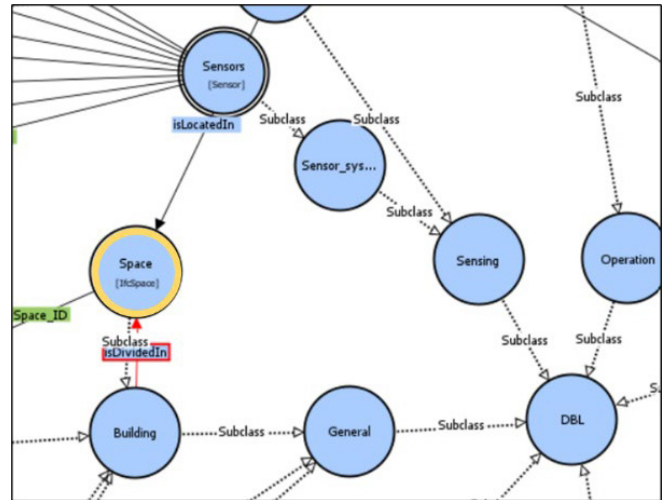 Sensors
[Sensor]
isLocatedIn
Subclass
Subclass
Subclass
Sensor_sys...
Subclass
Space
[IfcSpace]
Sensing
Operation
Space_ID
Subclass
isDividedIn
Subclass
Subclass
Building
Subclass
General
Subclass
DBL